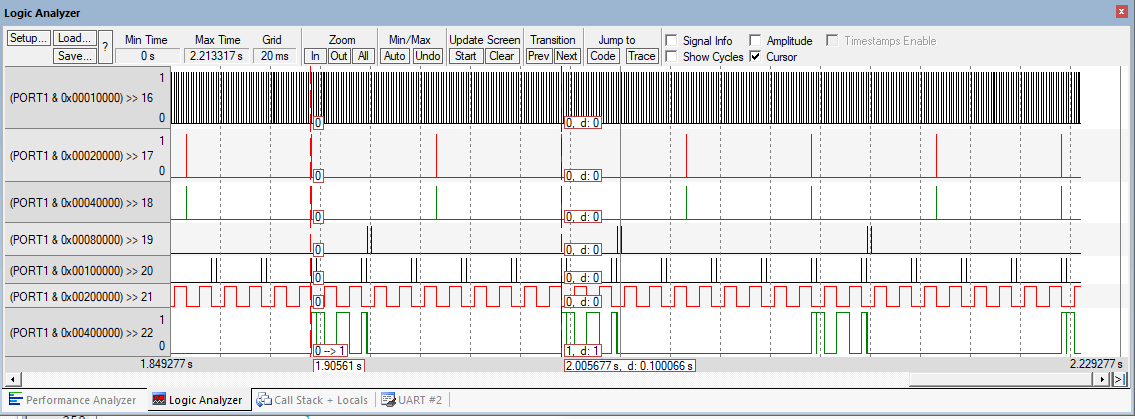 Logic Analyzer
Setup... Load... Save... ? Min Time 0 s Max Time 2.213317 s Grid 20 ms Zoom In Out All Min/Max Auto Undo Update Screen Start Clear Transition Prev Next Jump to Code Trace Signal Info Show Cycles Amplitude Cursor Timestamps Enable
1
(PORT1 & 0x00010000) >> 16
0
0
0, d: 0
1
(PORT1 & 0x00020000) >> 17
0
0
0, d: 0
(PORT1 & 0x00040000) >> 18
0
0, d: 0
(PORT1 & 0x00080000) >> 19
0
0, d: 0
(PORT1 & 0x00100000) >> 20
0
0, d: 0
(PORT1 & 0x00200000) >> 21
0
0, d: 0
1
(PORT1 & 0x00400000) >> 22
0
0 --> 1
1, d: 1
1.849277 s 1.90561 s 2.005677 s, d: 0.100066 s 2.229277 s
Performance Analyzer Logic Analyzer Call Stack + Locals UART #2